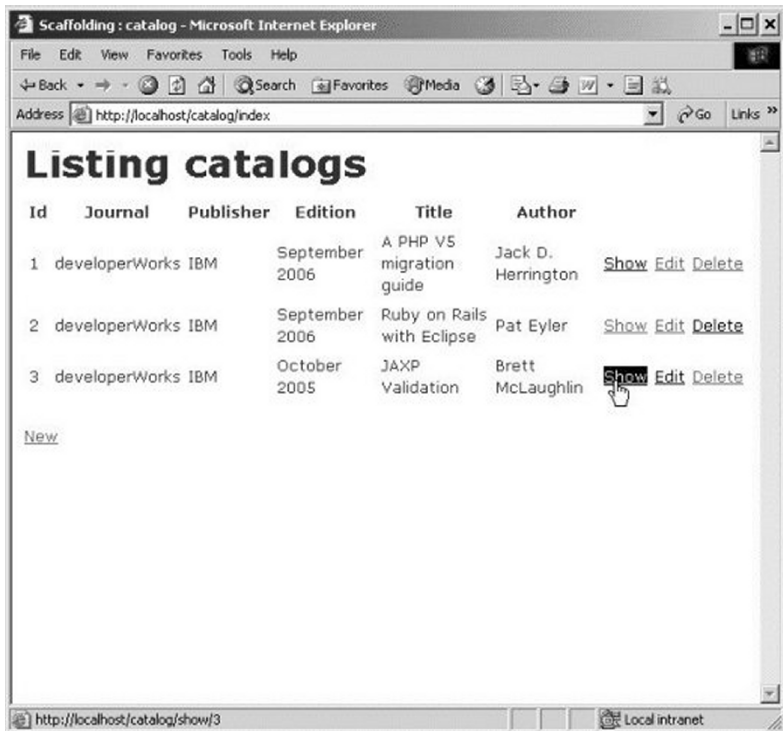 Scaffolding : catalog - Microsoft Internet Explorer
File Edit View Favorites Tools Help
Back Search Favorites Media
Address http://localhost/catalog/index Go Links »
Listing catalogs
Id Journal Publisher Edition Title Author
1 developerWorks IBM September 2006 A PHP V5 migration guide Jack D. Herrington Show Edit Delete
2 developerWorks IBM September 2006 Ruby on Rails with Eclipse Pat Eyler Show Edit Delete
3 developerWorks IBM October 2005 JAXP Validation Brett McLaughlin Show Edit Delete
New
http://localhost/catalog/show/3 Local intranet